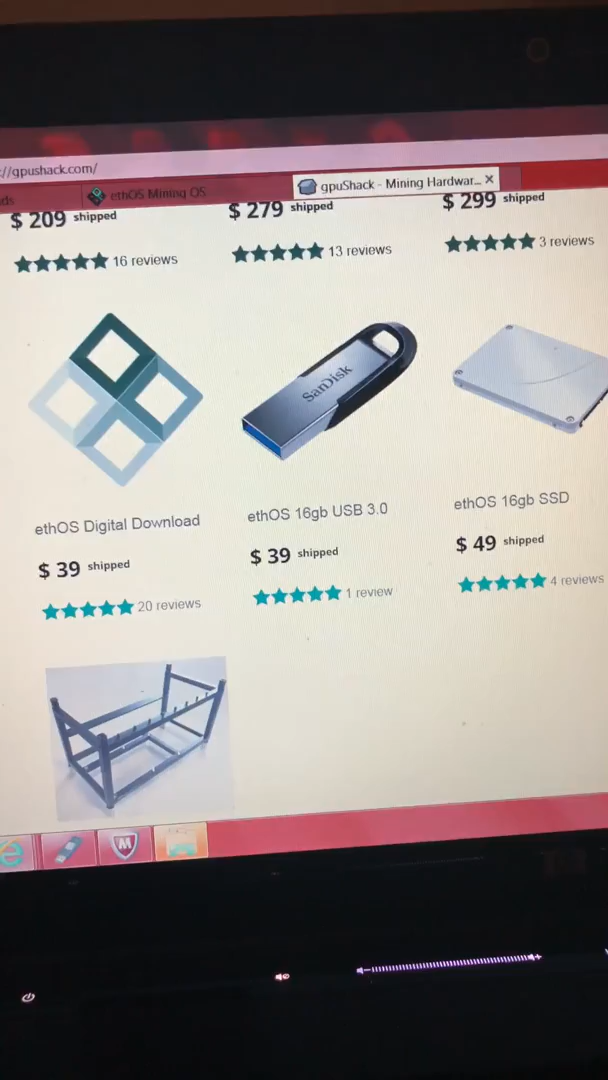 ://gpushack.com/
ds
ethOS Mining OS
gpuShack - Mining Hardwar...
$ 209 shipped
$ 279 shipped
$ 299 shipped
16 reviews
13 reviews
3 reviews
SanDisk
ethOS Digital Download
ethOS 16gb USB 3.0
ethOS 16gb SSD
$ 39 shipped
$ 39 shipped
$ 49 shipped
20 reviews
1 review
4 reviews